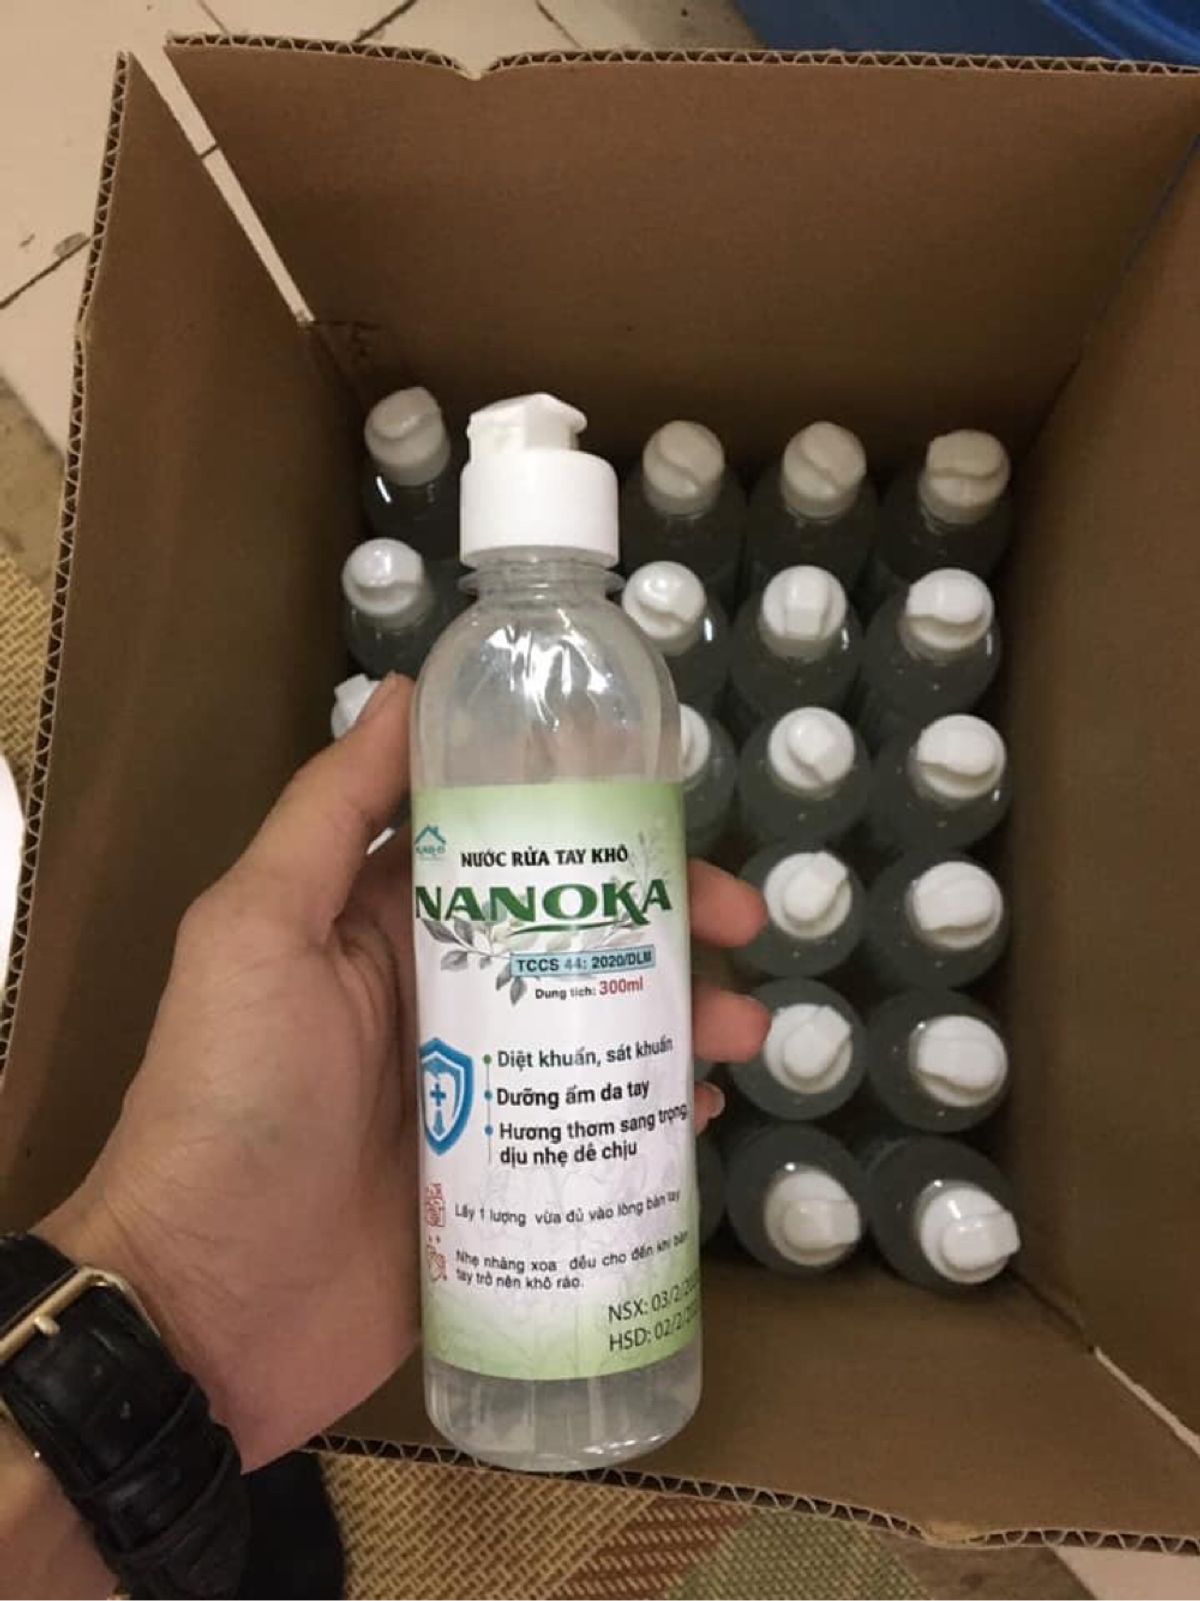 NƯỚC RỬA TAY KHÔ
NANOKA
TCCS 44: 2020/DLM
Dung tích: 300ml
Diệt khuẩn, sát khuẩn
Dưỡng ẩm da tay
Hương thơm sang trọng,
dịu nhẹ dê chịu
Lấy 1 lượng vừa đủ vào lòng bàn tay
Nhẹ nhàng xoa đều cho đến khi bàn
tay trở nên khô ráo.
NSX: 03/2/
HSD: 02/2/